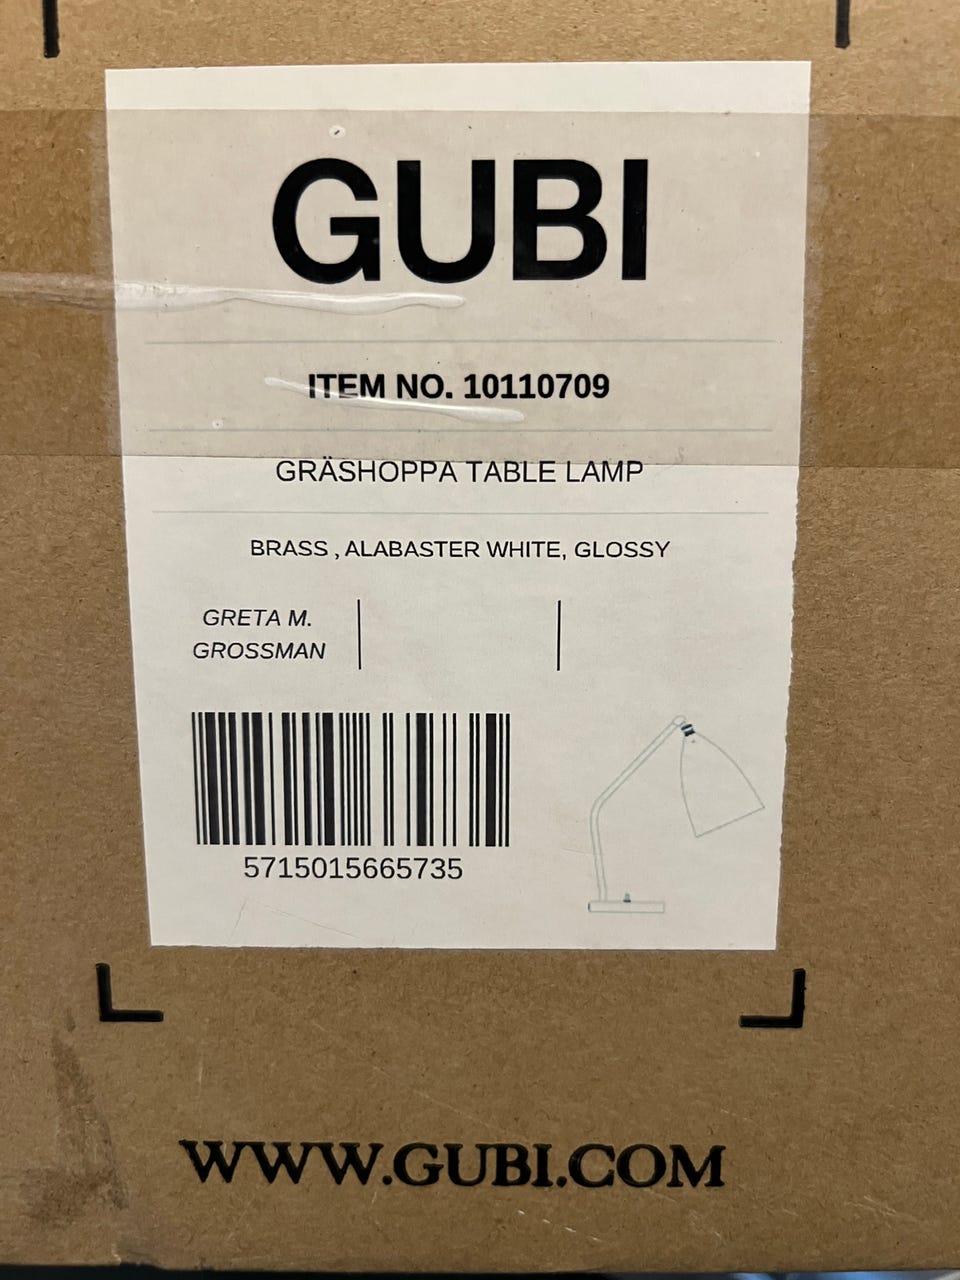 GUBI
ITEM NO. 10110709
GRÄSHOPPA TABLE LAMP
BRASS , ALABASTER WHITE, GLOSSY
GRETA M.
GROSSMAN
5715015665735
WWW.GUBI.COM